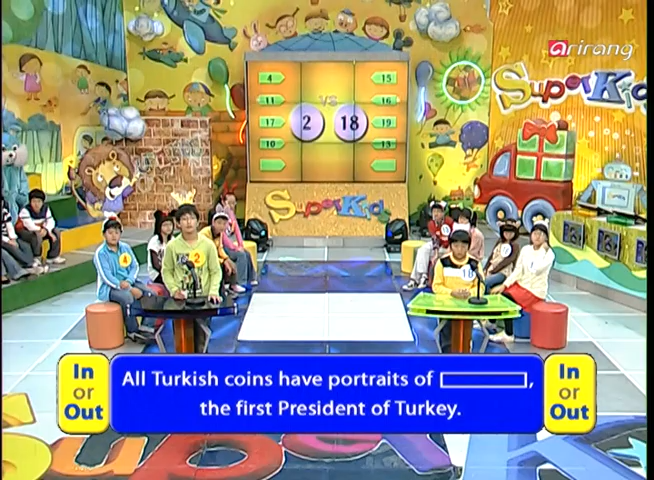 arirang
SuperKids
4
11
17
10
VS
2
18
15
16
19
13
SuperKids
4
2
18
In
or
Out
All Turkish coins have portraits of
,
the first President of Turkey.
In
or
Out
Super K